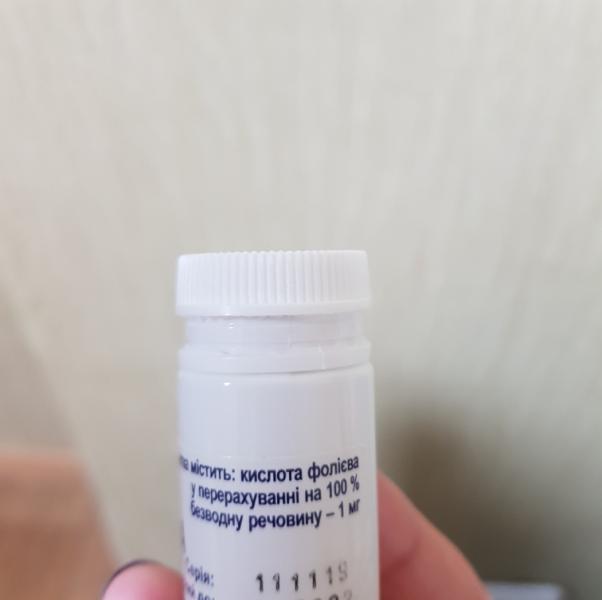 містить: кислота фолієва
у перерахуванні на 100 %
безводну речовину – 1 мг
Серія: 111119